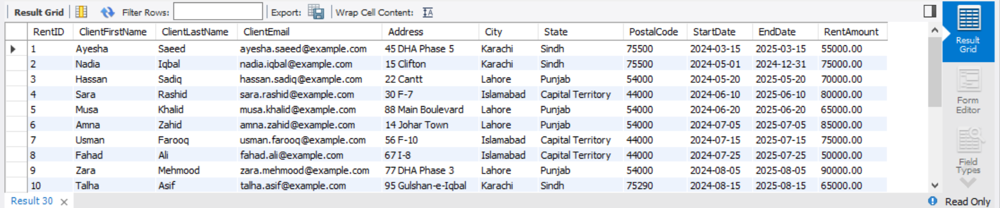 Result Grid Filter Rows: Export: Wrap Cell Content:
RentID ClientFirstName ClientLastName ClientEmail Address City State PostalCode StartDate EndDate RentAmount
1 Ayesha Saeed ayesha.saeed@example.com 45 DHA Phase 5 Karachi Sindh 75500 2024-03-15 2025-03-15 55000.00
2 Nadia Iqbal nadia.iqbal@example.com 15 Clifton Karachi Sindh 75500 2024-05-01 2024-12-31 75000.00
3 Hassan Sadiq hassan.sadiq@example.com 22 Cantt Lahore Punjab 54000 2024-05-20 2025-05-20 70000.00
4 Sara Rashid sara.rashid@example.com 30 F-7 Islamabad Capital Territory 44000 2024-06-10 2025-06-10 80000.00
5 Musa Khalid musa.khalid@example.com 88 Main Boulevard Lahore Punjab 54000 2024-06-20 2025-06-20 65000.00
6 Amna Zahid amna.zahid@example.com 14 Johar Town Lahore Punjab 54000 2024-07-05 2025-07-05 85000.00
7 Usman Farooq usman.farooq@example.com 56 F-10 Islamabad Capital Territory 44000 2024-07-15 2025-07-15 75000.00
8 Fahad Ali fahad.ali@example.com 67 I-8 Islamabad Capital Territory 44000 2024-07-25 2025-07-25 50000.00
9 Zara Mehmood zara.mehmood@example.com 77 DHA Phase 3 Lahore Punjab 54000 2024-08-05 2025-08-05 90000.00
10 Talha Asif talha.asif@example.com 95 Gulshan-e-Iqbal Karachi Sindh 75290 2024-08-15 2025-08-15 65000.00
Result
Grid
Form
Editor
Field
Types
Result 30 Read Only